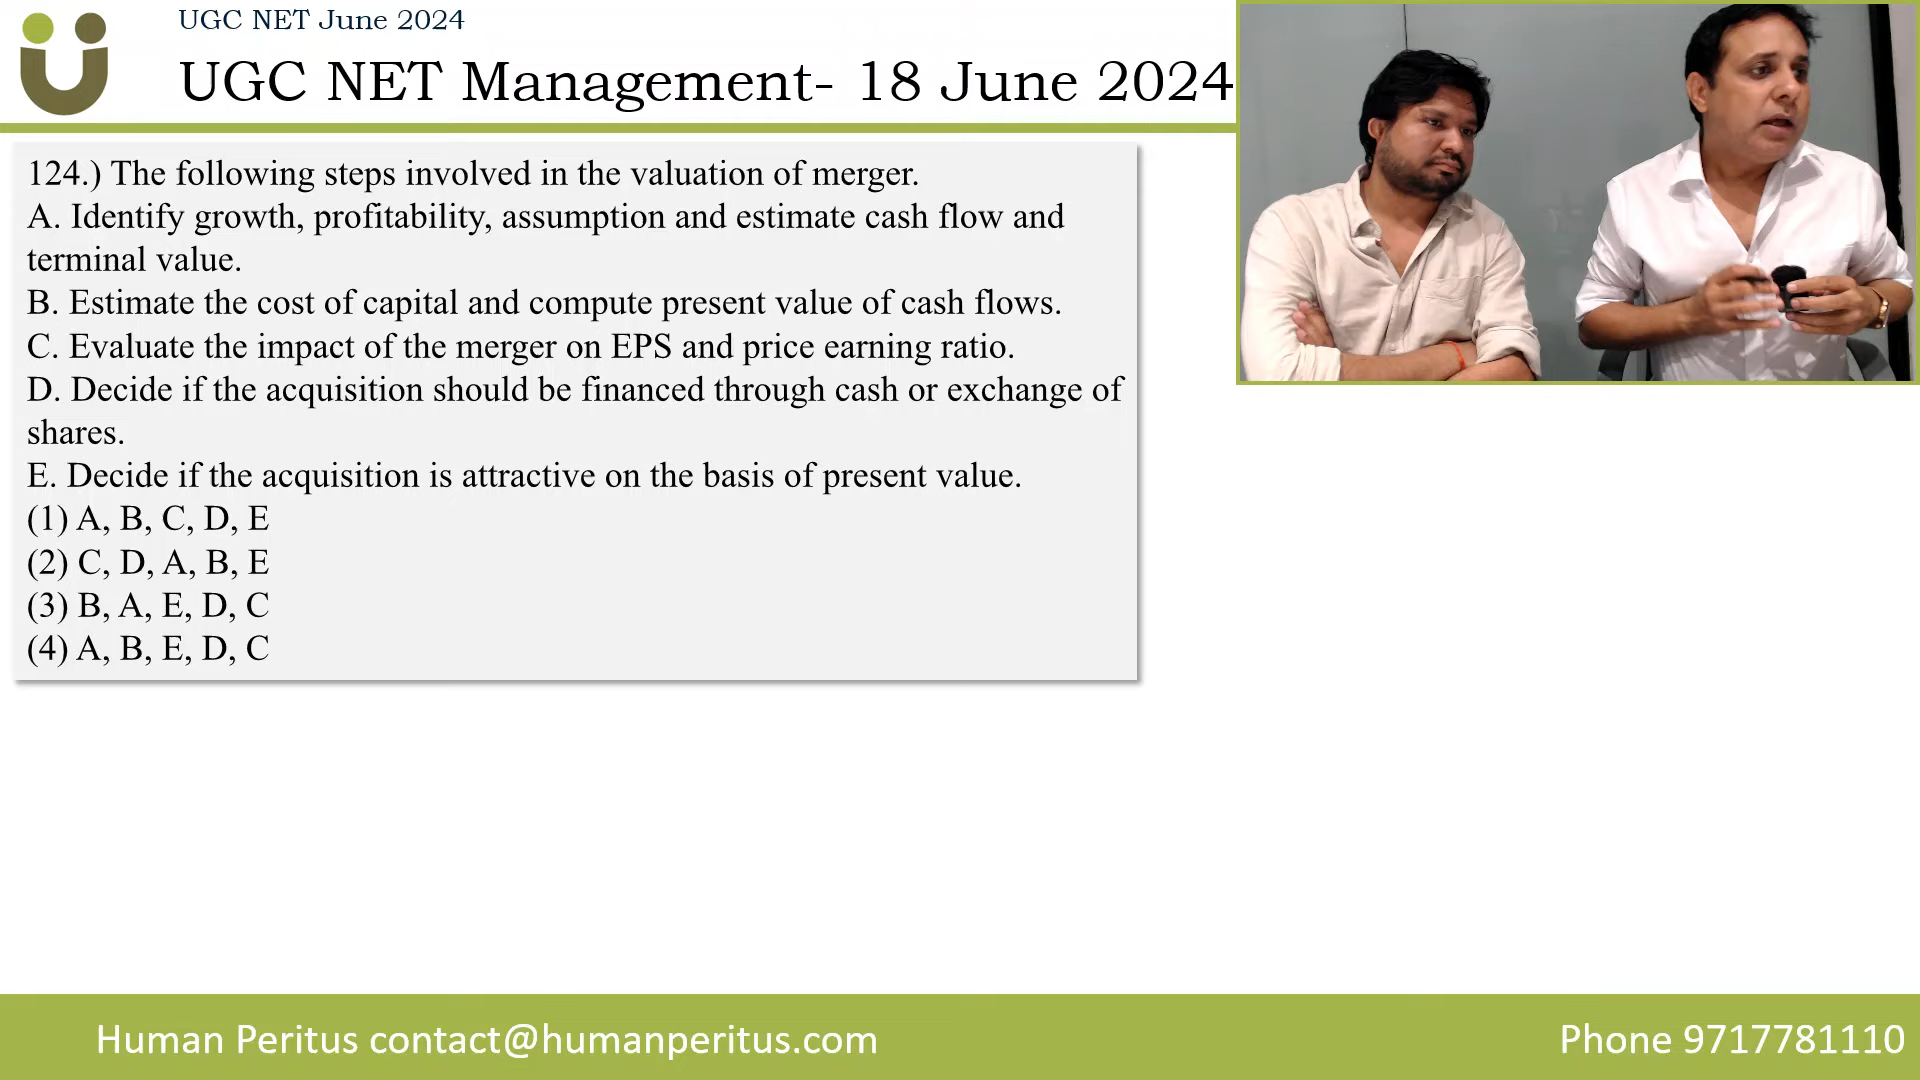 UGC NET June 2024
UGC NET Management- 18 June 2024
124.) The following steps involved in the valuation of merger.
A. Identify growth, profitability, assumption and estimate cash flow and
terminal value.
B. Estimate the cost of capital and compute present value of cash flows.
C. Evaluate the impact of the merger on EPS and price earning ratio.
D. Decide if the acquisition should be financed through cash or exchange of
shares.
E. Decide if the acquisition is attractive on the basis of present value.
(1) A, B, C, D, E
(2) C, D, A, B, E
(3) B, A, E, D, C
(4) A, B, E, D, C
Human Peritus contact@humanperitus.com
Phone 9717781110